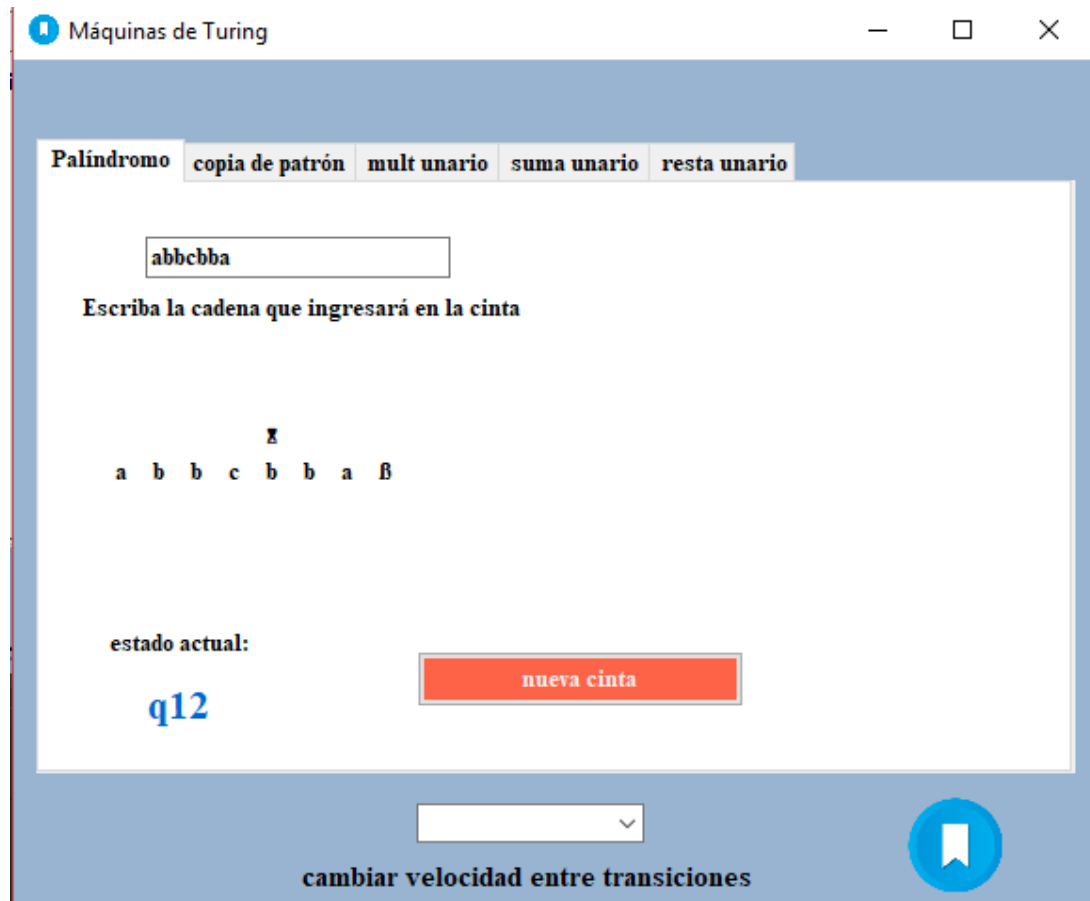 Máquinas de Turing
Palíndromo copia de patrón mult unario suma unario resta unario
abbcbba
Escriba la cadena que ingresará en la cinta
a b b c b b a ß
estado actual:
nueva cinta
q12
cambiar velocidad entre transiciones